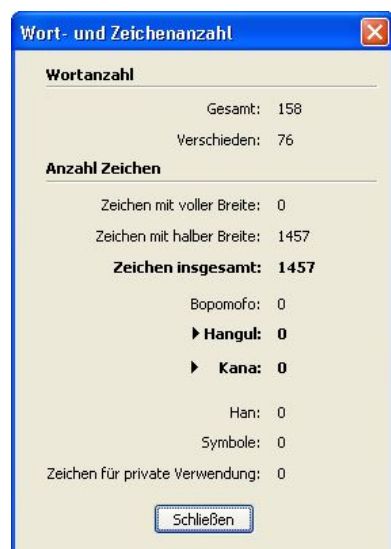 Wort- und Zeichenanzahl
Wortanzahl
Gesamt: 158
Verschieden: 76
Anzahl Zeichen
Zeichen mit voller Breite: 0
Zeichen mit halber Breite: 1457
Zeichen insgesamt: 1457
Bopomofo: 0
Hangul: 0
Kana: 0
Han: 0
Symbole: 0
Zeichen für private Verwendung: 0
Schließen